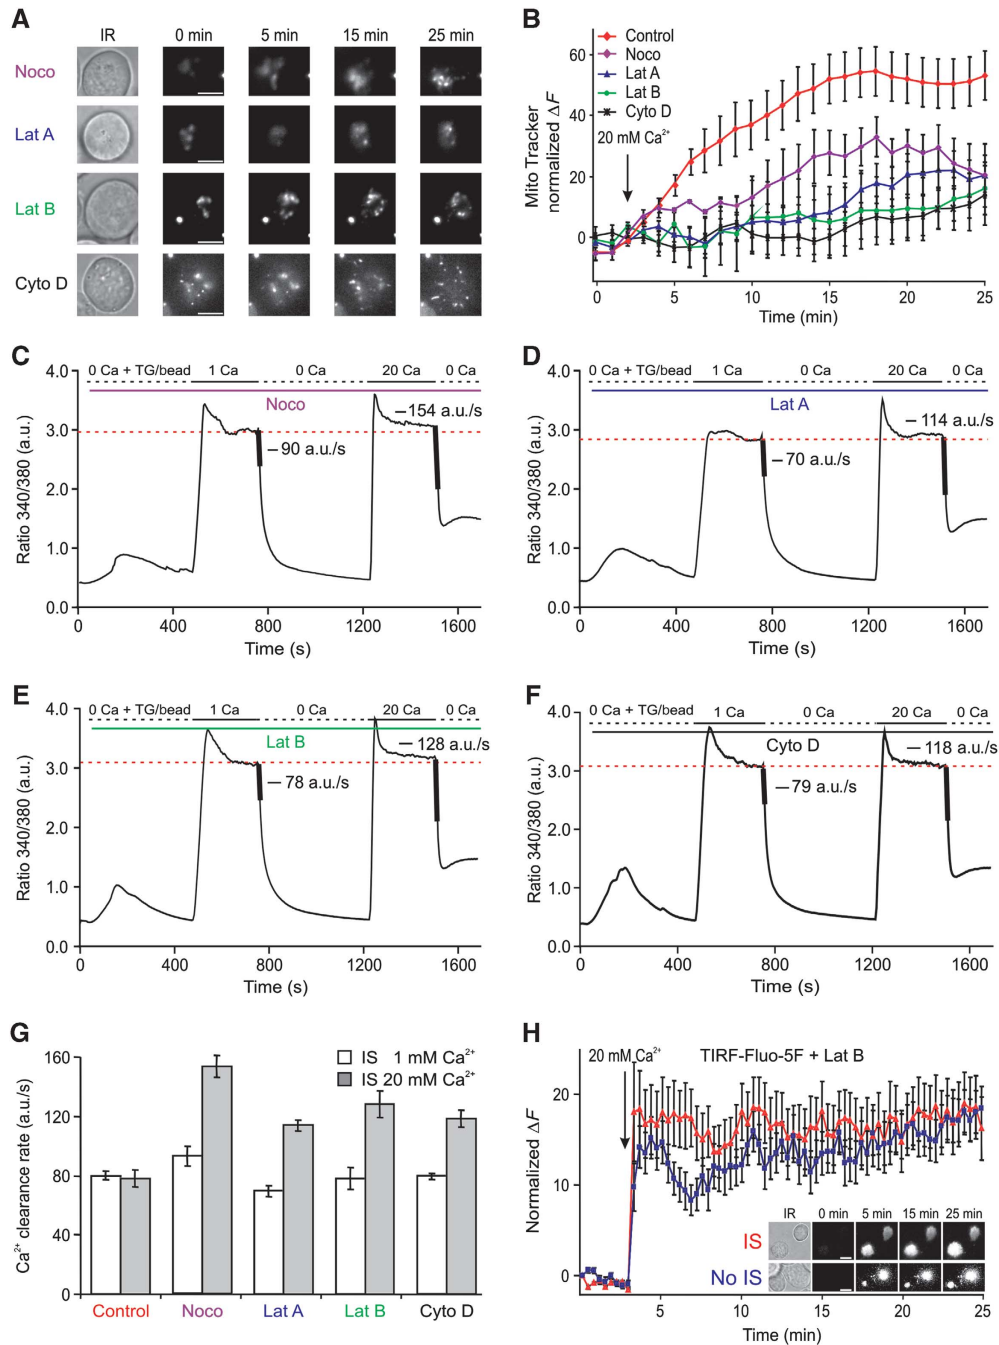 A
IR 0 min 5 min 15 min 25 min
Noco
Lat A
Lat B
Cyto D
B
Mito Tracker
normalized ΔF
60
40
20
0
Control
Noco
Lat A
Lat B
Cyto D
20 mM Ca²⁺
0 5 10 15 20 25
Time (min)
C
0 Ca + TG/bead 1 Ca 0 Ca 20 Ca 0 Ca
Noco
–154 a.u./s
–90 a.u./s
Ratio 340/380 (a.u.)
4.0
3.0
2.0
1.0
0.0
0 400 800 1200 1600
Time (s)
D
0 Ca + TG/bead 1 Ca 0 Ca 20 Ca 0 Ca
Lat A
–114 a.u./s
–70 a.u./s
Ratio 340/380 (a.u.)
4.0
3.0
2.0
1.0
0.0
0 400 800 1200 1600
Time (s)
E
0 Ca + TG/bead 1 Ca 0 Ca 20 Ca 0 Ca
Lat B
–128 a.u./s
–78 a.u./s
Ratio 340/380 (a.u.)
4.0
3.0
2.0
1.0
0.0
0 400 800 1200 1600
Time (s)
F
0 Ca + TG/bead 1 Ca 0 Ca 20 Ca 0 Ca
Cyto D
–118 a.u./s
–79 a.u./s
Ratio 340/380 (a.u.)
4.0
3.0
2.0
1.0
0.0
0 400 800 1200 1600
Time (s)
G
Ca²⁺ clearance rate (a.u./s)
160
120
80
40
0
IS 1 mM Ca²⁺
IS 20 mM Ca²⁺
Control Noco Lat A Lat B Cyto D
H
20 mM Ca²⁺
TIRF-Fluo-5F + Lat B
Normalized ΔF
20
10
0
IR 0 min 5 min 15 min 25 min
IS
No IS
5 10 15 20 25
Time (min)